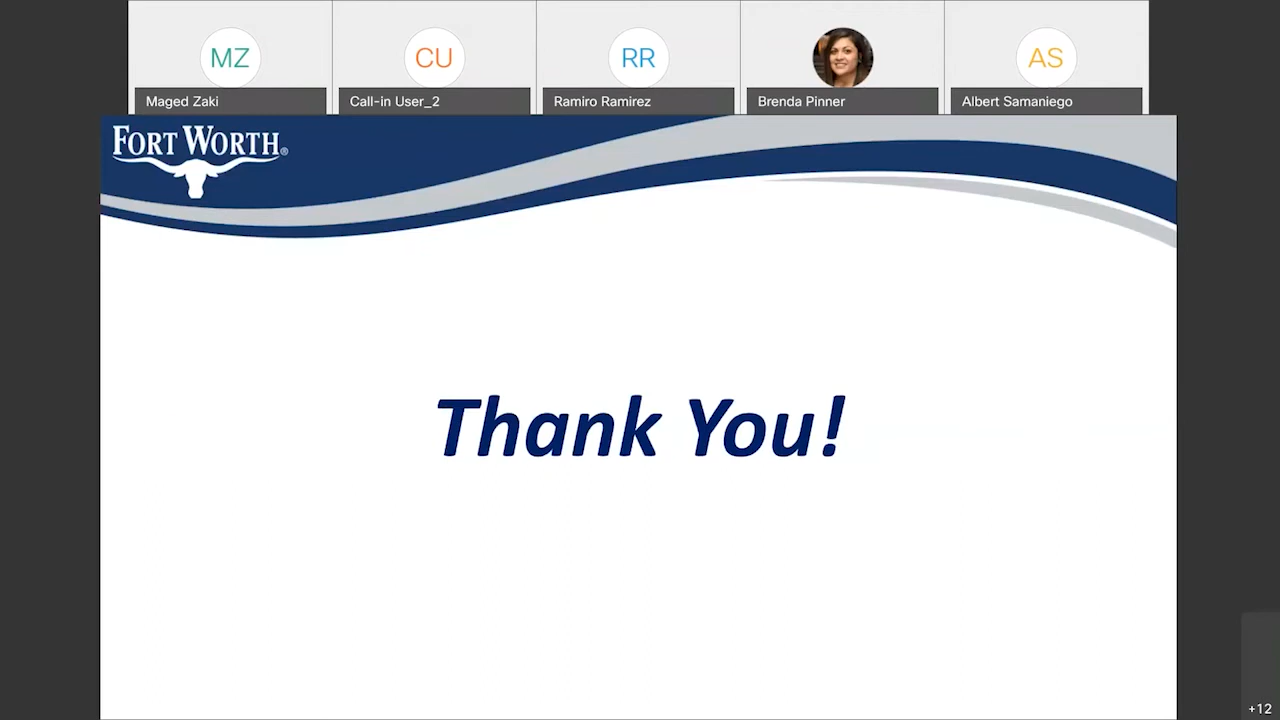 MZ
CU
RR
AS
Maged Zaki
Call-in User_2
Ramiro Ramirez
Brenda Pinner
Albert Samaniego
FORT WORTH®
Thank You!
+12